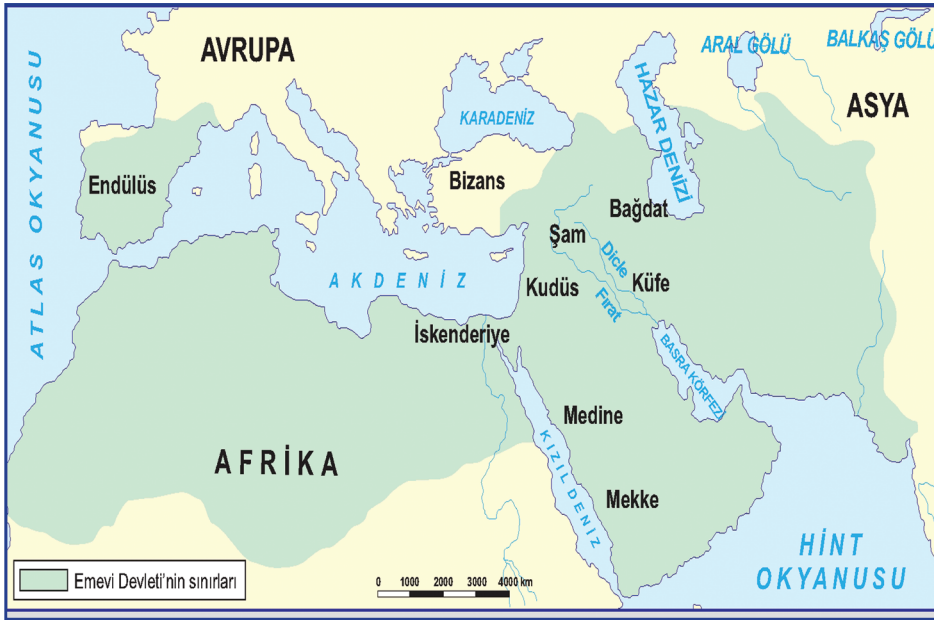 AVRUPA
ARAL GÖLÜ
BALKAŞ GÖLÜ
ASYA
ATLAS OKYANUSU
HAZAR DENİZİ
KARADENİZ
Endülüs
Bizans
Bağdat
Şam
Dicle
AKDENİZ
Kudüs
Küfe
Fırat
İskenderiye
BASRA KÖRFEZİ
Medine
AFRİKA
KIZILDENİZ
Mekke
HİNT
OKYANUSU
Emevi Devleti'nin sınırları
0 1000 2000 3000 4000 km